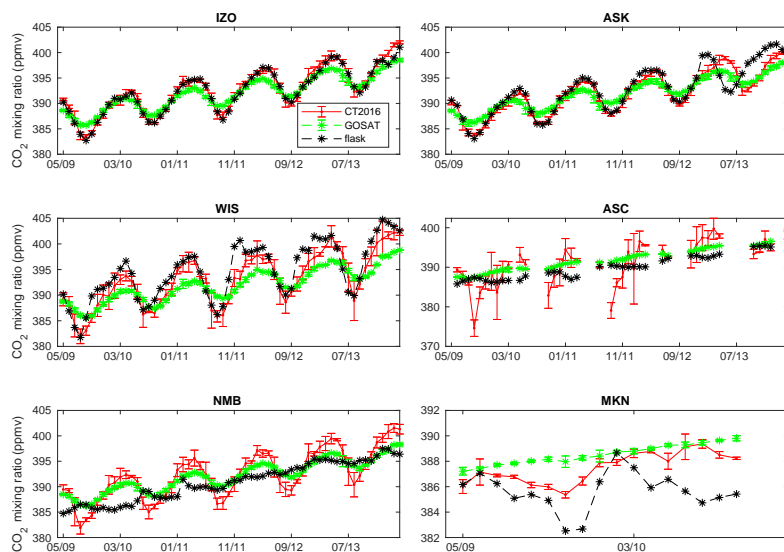 IZO
CO2 mixing ratio (ppmv)
405
400
395
390
385
380
05/09 03/10 01/11 11/11 09/12 07/13
CT2016
GOSAT
flask
ASK
405
400
395
390
385
380
05/09 03/10 01/11 11/11 09/12 07/13
WIS
CO2 mixing ratio (ppmv)
405
400
395
390
385
380
05/09 03/10 01/11 11/11 09/12 07/13
ASC
400
390
380
370
05/09 03/10 01/11 11/11 09/12 07/13
NMB
CO2 mixing ratio (ppmv)
405
400
395
390
385
380
05/09 03/10 01/11 11/11 09/12 07/13
MKN
392
390
388
386
384
382
05/09 03/10